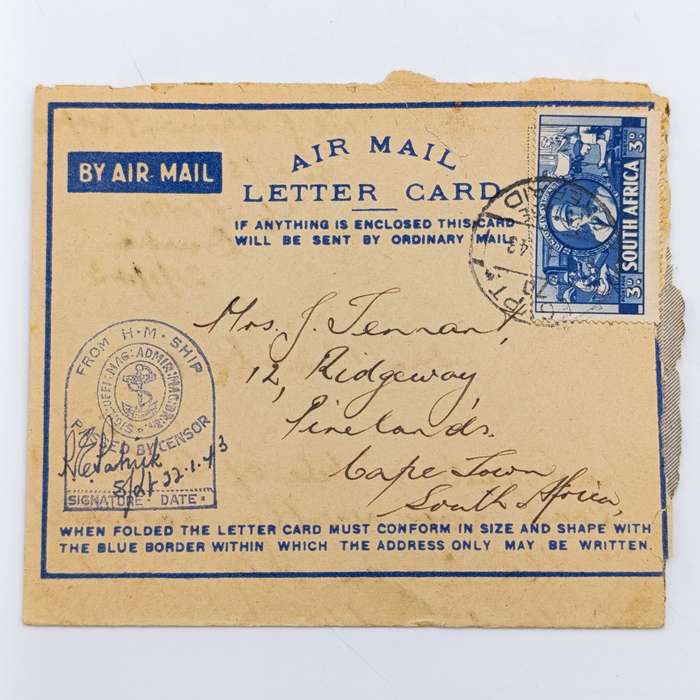 BY AIR MAIL
AIR MAIL
LETTER CARD
IF ANYTHING IS ENCLOSED THIS CARD
WILL BE SENT BY ORDINARY MAIL.
3D SOUTH AFRICA 3D
43
Mrs. J. Tennant,
12, Ridgeway,
Pinelands.
Cape Town
South Africa,
FROM H·M·SHIP
PASSED BY CENSOR
22.1.43
SIGNATURE DATE
WHEN FOLDED THE LETTER CARD MUST CONFORM IN SIZE AND SHAPE WITH
THE BLUE BORDER WITHIN WHICH THE ADDRESS ONLY MAY BE WRITTEN.